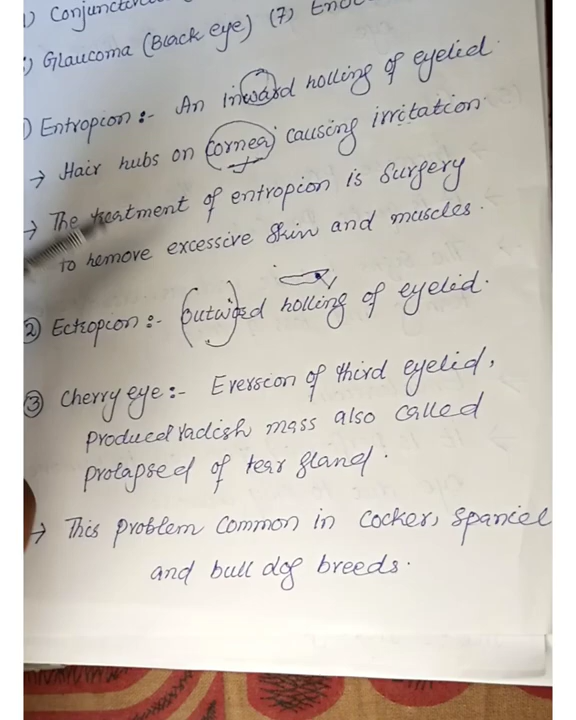 1) Conjunctiv
) Glaucoma (Black eye) (7)
) Entropion :- An inward rolling of eyelid.
→ Hair rubs on cornea, causing irritation.
→ The treatment of entropion is surgery
to remove excessive skin and muscles.
② Ectropion :- (outward) rolling of eyelid.
③ Cherry eye :- Eversion of third eyelid,
produced radish mass also called
prolapsed of tear gland.
→ This problem common in cocker, spaniel
and bull dog breeds.